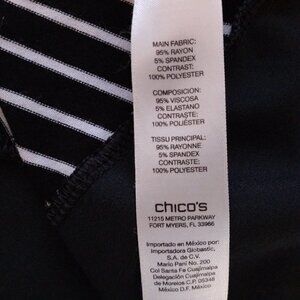 MAIN FABRIC:
95% RAYON
5% SPANDEX
CONTRAST:
100% POLYESTER
COMPOSICION:
95% VISCOSA
5% ELASTANO
CONTRASTE:
100% POLIÉSTER
TISSU PRINCIPAL:
95% RAYONNE
5% SPANDEX
CONTRASTE:
100% POLYESTER
chico's
11215 METRO PARKWAY
FORT MYERS, FL 33966
Importado en México por:
Importadora Globastic,
S.A. de C.V.
Mario Pani No. 200
Col Santa Fe Cuajimalpa
Delegación Cuajimalpa
de Morelos C.P. 05348
México D.F. México